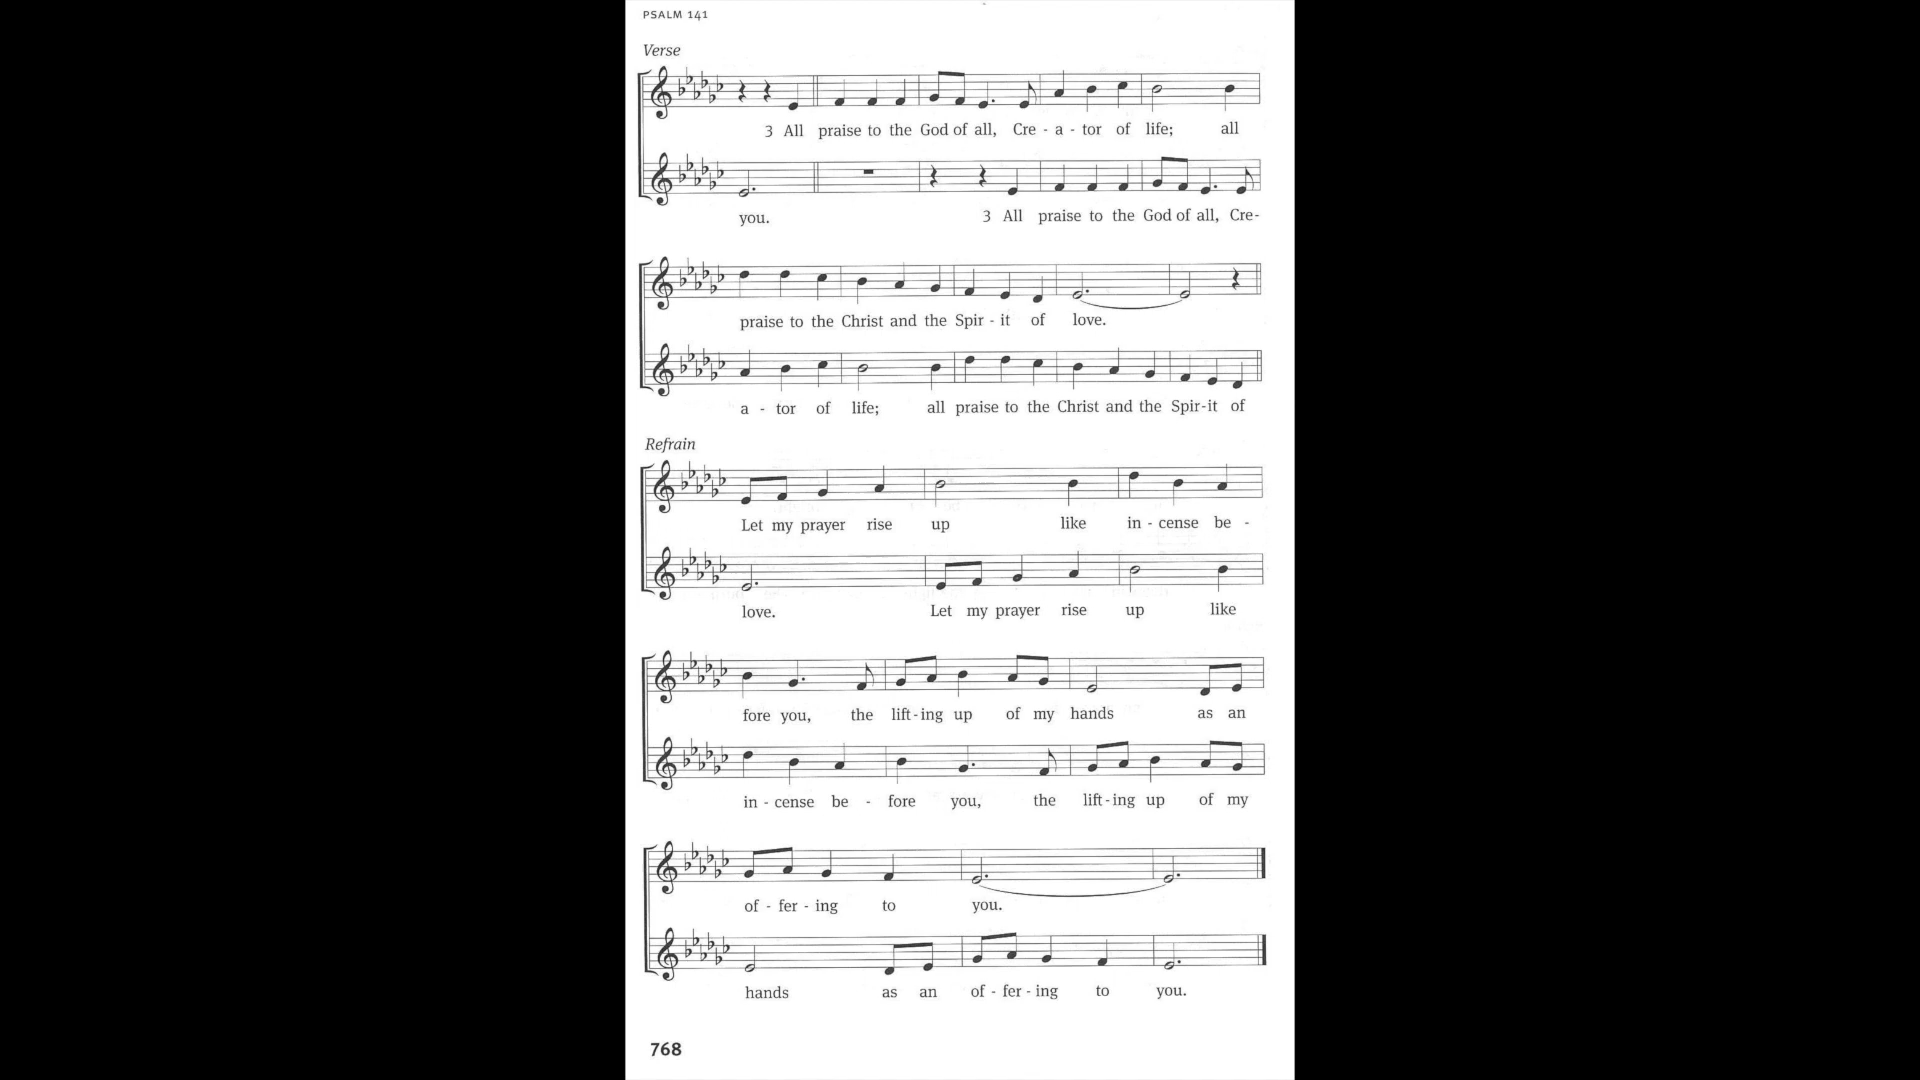 PSALM 141
Verse
3 All praise to the God of all, Cre - a - tor of life; all
you. 3 All praise to the God of all, Cre-
praise to the Christ and the Spir - it of love.
a - tor of life; all praise to the Christ and the Spir-it of
Refrain
Let my prayer rise up like in - cense be -
love. Let my prayer rise up like
fore you, the lift-ing up of my hands as an
in - cense be - fore you, the lift-ing up of my
of - fer - ing to you.
hands as an of - fer - ing to you.
768